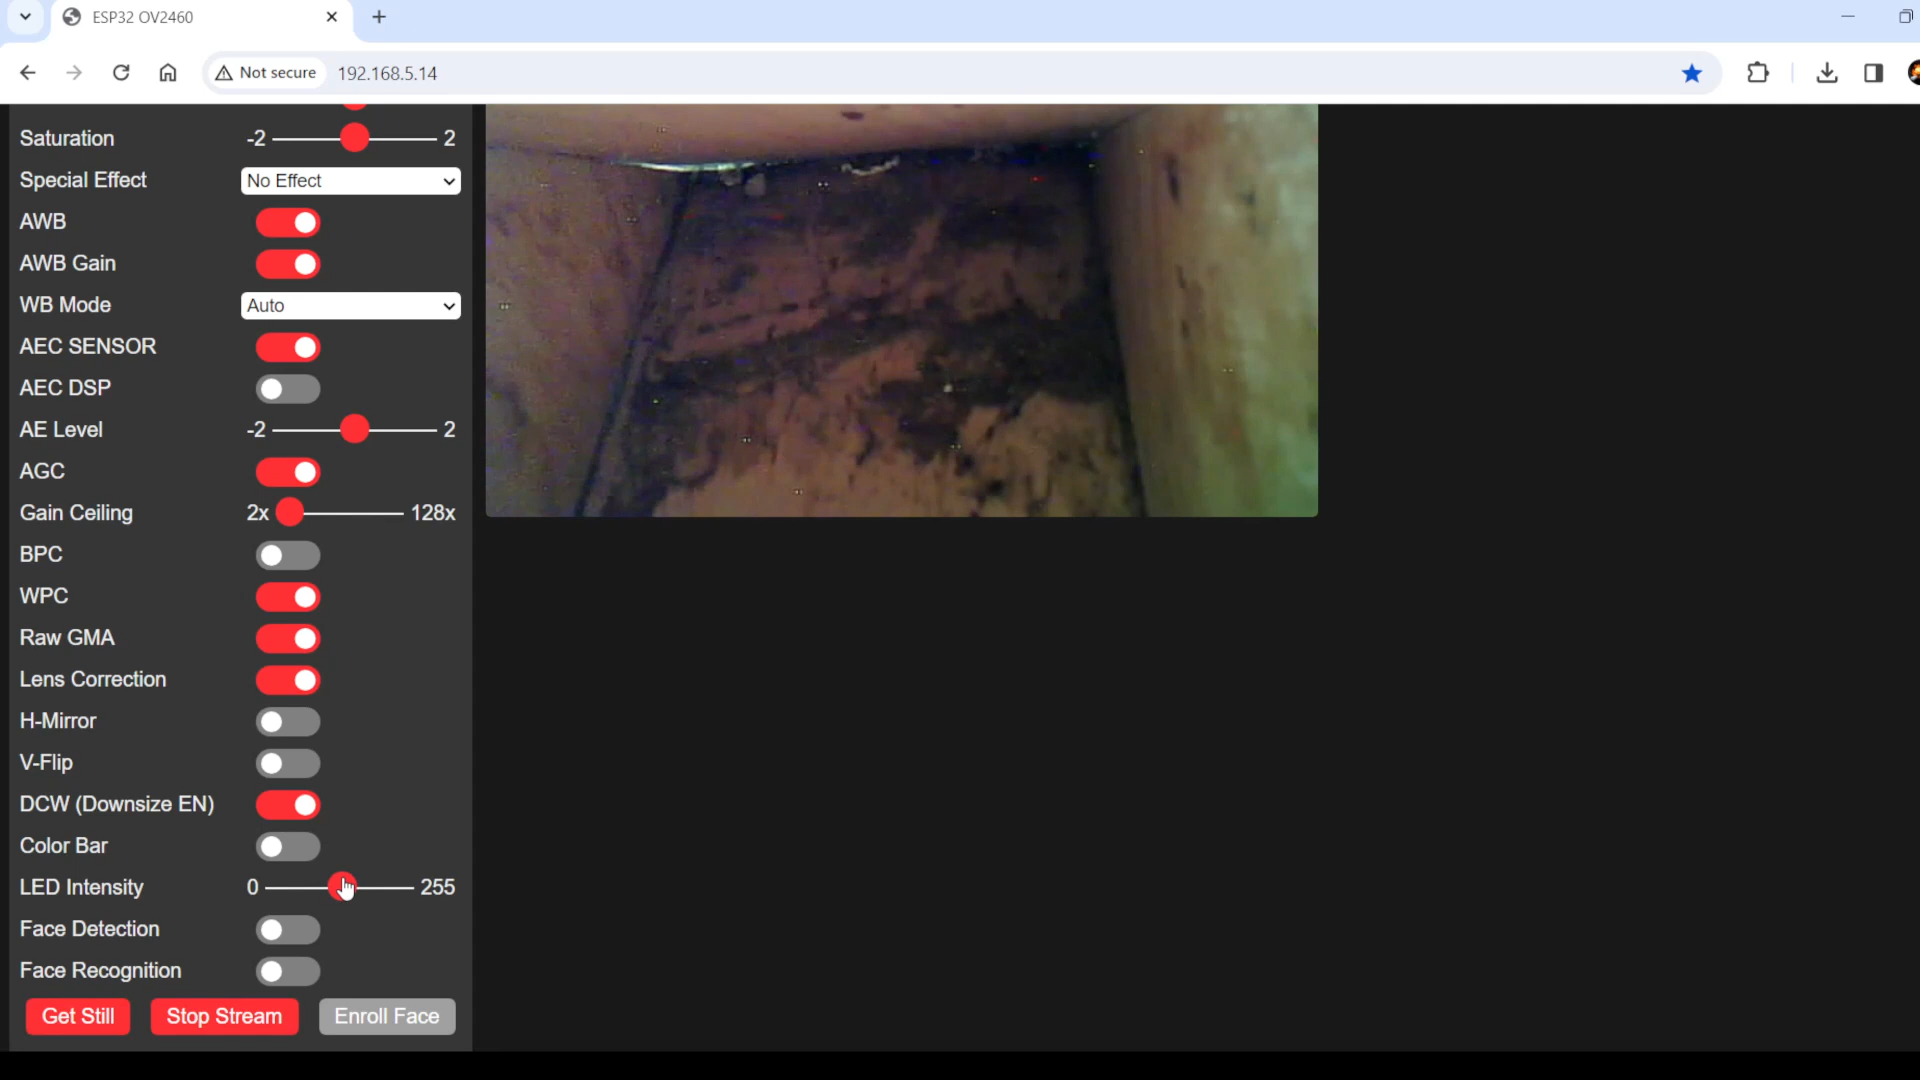 ESP32 OV2460
Not secure 192.168.5.14
Saturation -2 2
Special Effect No Effect
AWB
AWB Gain
WB Mode Auto
AEC SENSOR
AEC DSP
AE Level -2 2
AGC
Gain Ceiling 2x 128x
BPC
WPC
Raw GMA
Lens Correction
H-Mirror
V-Flip
DCW (Downsize EN)
Color Bar
LED Intensity 0 255
Face Detection
Face Recognition
Get Still Stop Stream Enroll Face